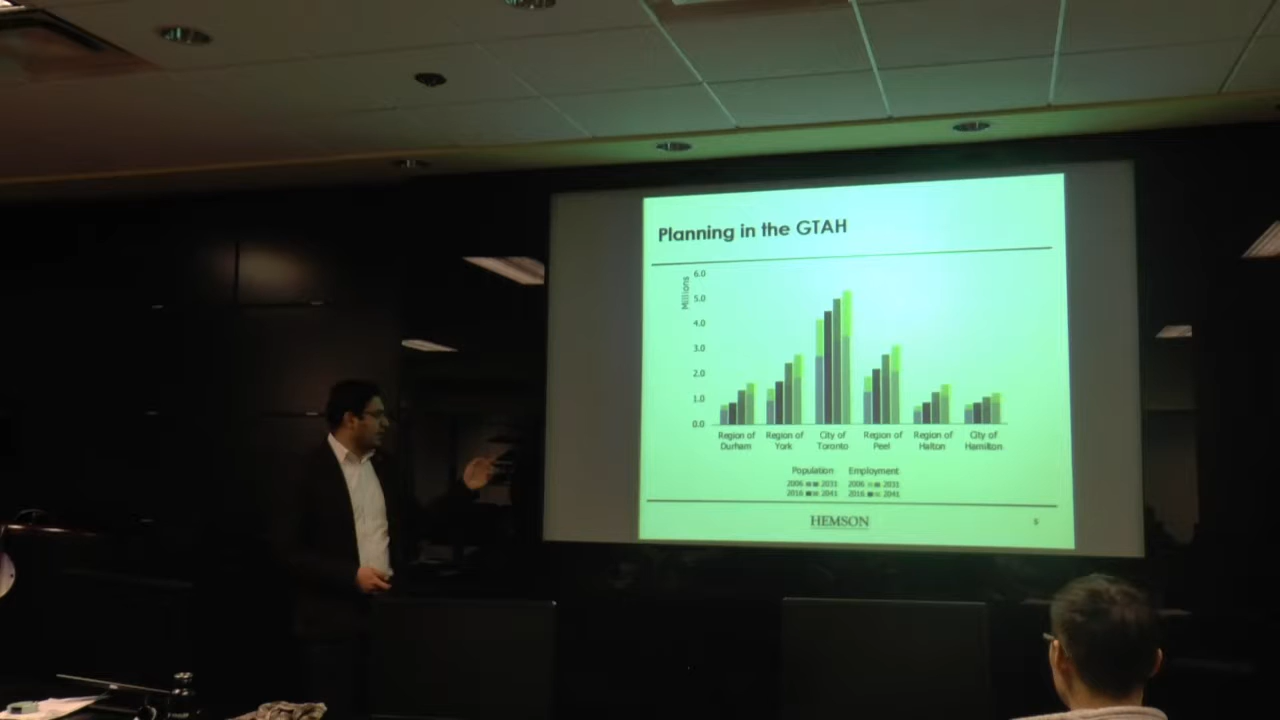 Planning in the GTAH
Millions
6.0
5.0
4.0
3.0
2.0
1.0
0.0
Region of Durham
Region of York
City of Toronto
Region of Peel
Region of Halton
City of Hamilton
Population Employment
2006 2031 2006 2031
2016 2041 2016 2041
HEMSON
5